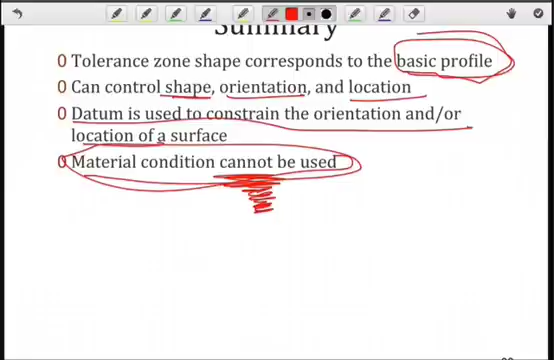 Summary
Tolerance zone shape corresponds to the basic profile
Can control shape, orientation, and location
Datum is used to constrain the orientation and/or
location of a surface
Material condition cannot be used